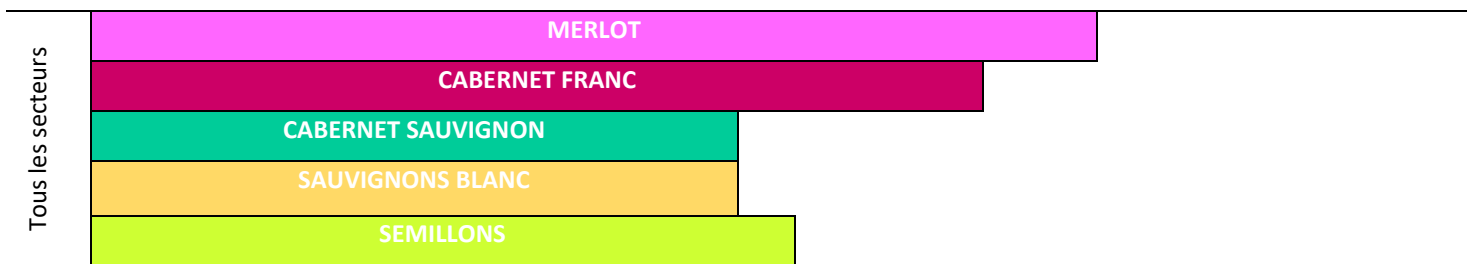 Tous les secteurs
MERLOT
CABERNET FRANC
CABERNET SAUVIGNON
SAUVIGNONS BLANC
SEMILLONS